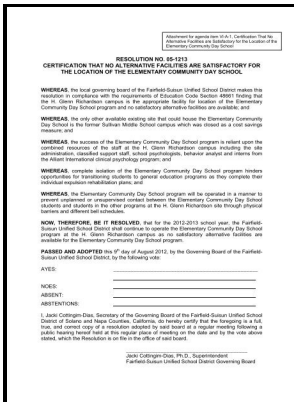 Attachment for agenda item VI-A-1, Certification That No
Alternative Facilities are Satisfactory for the Location of the
Elementary Community Day School
RESOLUTION NO. 05-1213
CERTIFICATION THAT NO ALTERNATIVE FACILITIES ARE SATISFACTORY FOR
THE LOCATION OF THE ELEMENTARY COMMUNITY DAY SCHOOL
WHEREAS, the local governing board of the Fairfield-Suisun Unified School District makes this
resolution in compliance with the requirements of Education Code Section 48661 finding that
the H. Glenn Richardson campus is the appropriate facility for location of the Elementary
Community Day School program and no satisfactory alternative facilities are available; and
WHEREAS, the only other available existing site that could house the Elementary Community
Day School is the former Sullivan Middle School campus which was closed as a cost savings
measure; and
WHEREAS, the success of the Elementary Community Day School program is reliant upon the
combined resources of the staff at the H. Glenn Richardson campus including the site
administration, classified support staff, school psychologists, behavior analyst and interns from
the Alliant International clinical psychology program; and
WHEREAS, complete isolation of the Elementary Community Day School program hinders
opportunities for transitioning students to general education programs as they complete their
individual expulsion rehabilitation plans; and
WHEREAS, the Elementary Community Day School program will be operated in a manner to
prevent unplanned or unsupervised contact between the Elementary Community Day School
students and students in the other programs at the H. Glenn Richardson site through physical
barriers and different bell schedules.
NOW, THEREFORE, BE IT RESOLVED, that for the 2012-2013 school year, the Fairfield-
Suisun Unified School District shall continue to operate the Elementary Community Day School
program at the H. Glenn Richardson campus as no satisfactory alternative facilities are
available for the Elementary Community Day School program.
PASSED AND ADOPTED this 9th day of August 2012, by the Governing Board of the Fairfield-
Suisun Unified School District, by the following vote:
AYES:
NOES:
ABSENT:
ABSTENTIONS:
I, Jacki Cottingim-Dias, Secretary of the Governing Board of the Fairfield-Suisun Unified School
District of Solano and Napa Counties, California, do hereby certify that the foregoing is a full,
true, and correct copy of a resolution adopted by said board at a regular meeting following a
public hearing held at this regular place of meeting on the date and by the vote above
stated, which the Resolution is on file in the office of said board.
Jacki Cottingim-Dias, Ph.D., Superintendent
Fairfield-Suisun Unified School District Governing Board